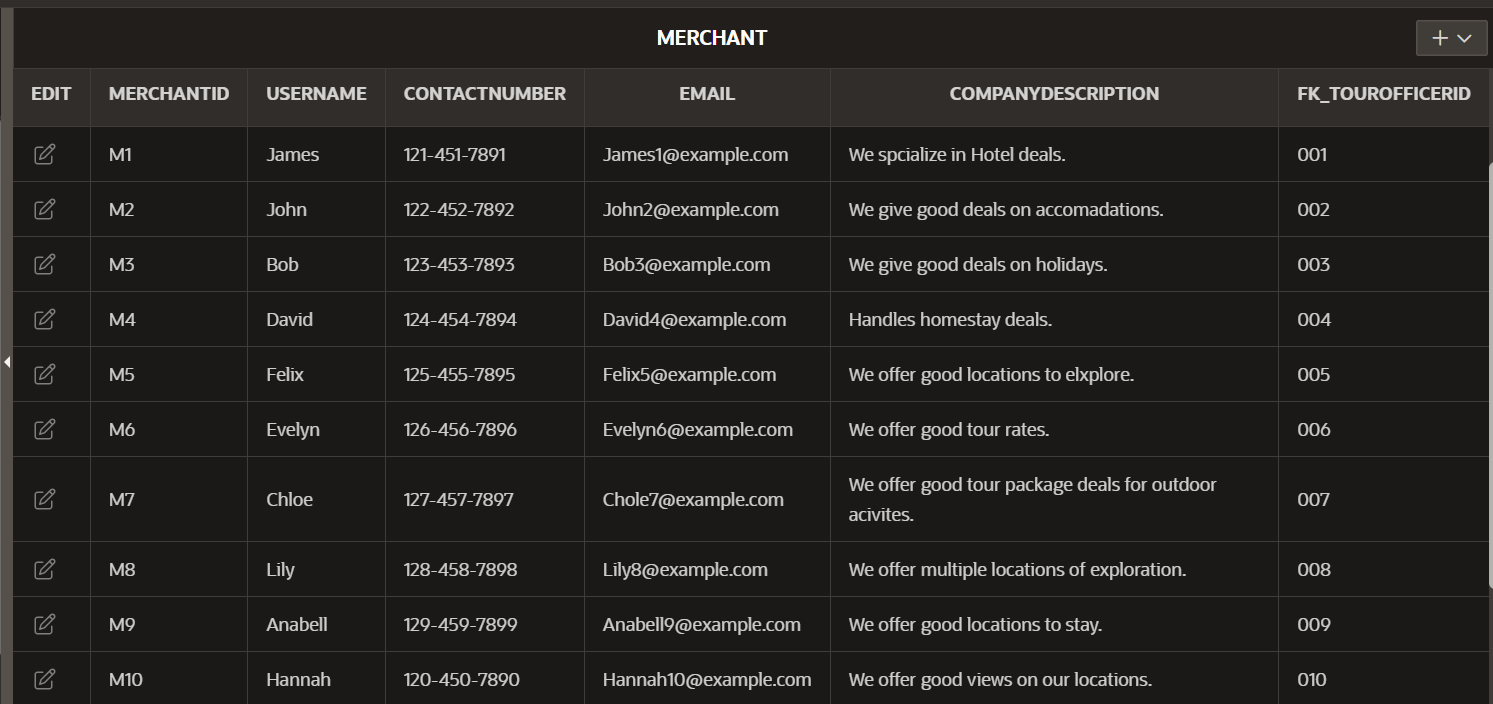 MERCHANT
EDIT MERCHANTID USERNAME CONTACTNUMBER EMAIL COMPANYDESCRIPTION FK_TOUROFFICERID
M1 James 121-451-7891 James1@example.com We spcialize in Hotel deals. 001
M2 John 122-452-7892 John2@example.com We give good deals on accomadations. 002
M3 Bob 123-453-7893 Bob3@example.com We give good deals on holidays. 003
M4 David 124-454-7894 David4@example.com Handles homestay deals. 004
M5 Felix 125-455-7895 Felix5@example.com We offer good locations to elxplore. 005
M6 Evelyn 126-456-7896 Evelyn6@example.com We offer good tour rates. 006
M7 Chloe 127-457-7897 Chole7@example.com We offer good tour package deals for outdoor
acivites. 007
M8 Lily 128-458-7898 Lily8@example.com We offer multiple locations of exploration. 008
M9 Anabell 129-459-7899 Anabell9@example.com We offer good locations to stay. 009
M10 Hannah 120-450-7890 Hannah10@example.com We offer good views on our locations. 010